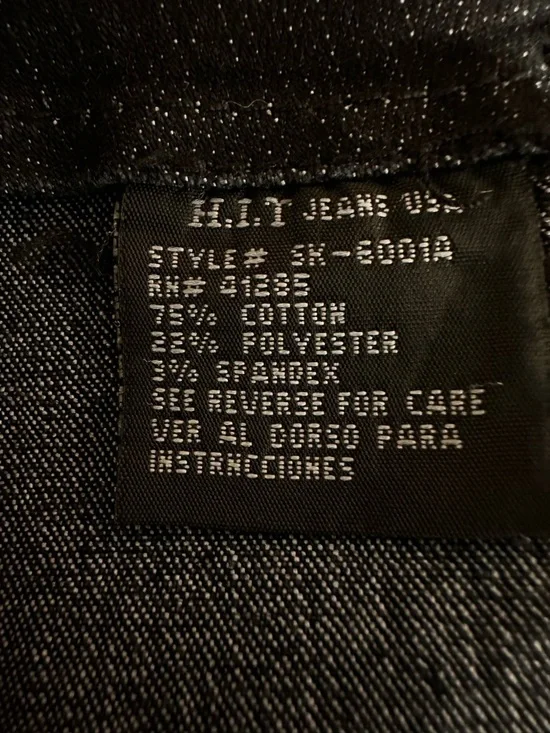 H.I.T JEANS USA
STYLE# SK-6001A
RN# 41285
75% COTTON
22% POLYESTER
3% SPANDEX
SEE REVERSE FOR CARE
VER AL DORSO PARA
INSTRNCCIONES